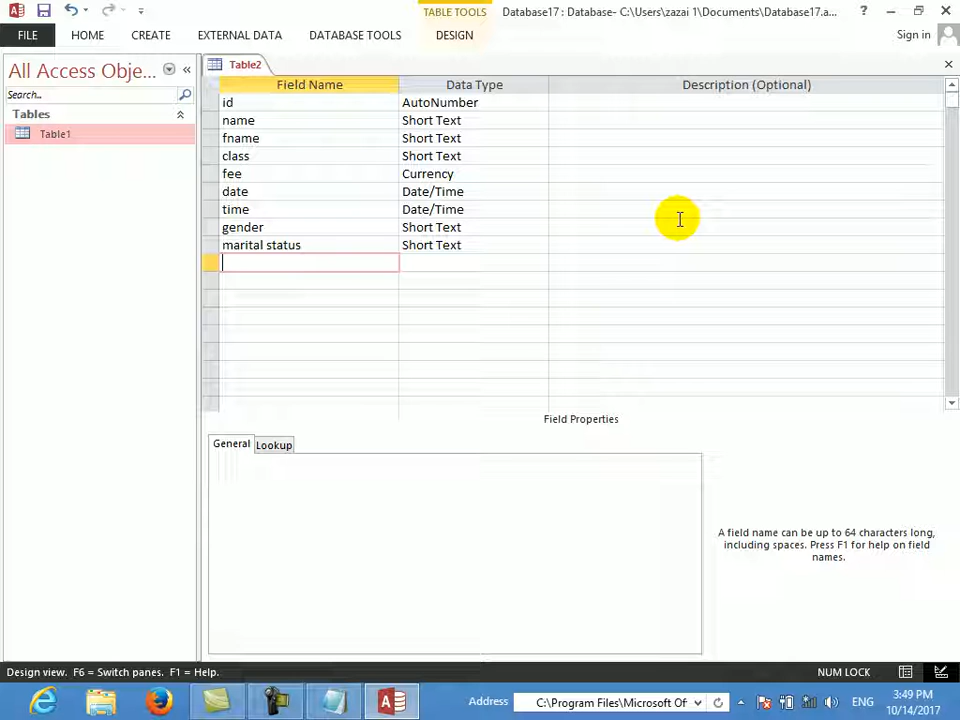 TABLE TOOLS
Database17 : Database- C:\Users\zazai 1\Documents\Database17.a...
?
FILE
HOME
CREATE
EXTERNAL DATA
DATABASE TOOLS
DESIGN
Sign in
All Access Obje...
Search..
Tables
Table1
Table2
Field Name
Data Type
Description (Optional)
id
AutoNumber
name
Short Text
fname
Short Text
class
Short Text
fee
Currency
date
Date/Time
time
Date/Time
gender
Short Text
marital status
Short Text
Field Properties
General
Lookup
A field name can be up to 64 characters long,
including spaces. Press F1 for help on field
names.
Design view. F6 = Switch panes. F1 = Help.
NUM LOCK
Address
C:\Program Files\Microsoft Of
ENG
3:49 PM
10/14/2017